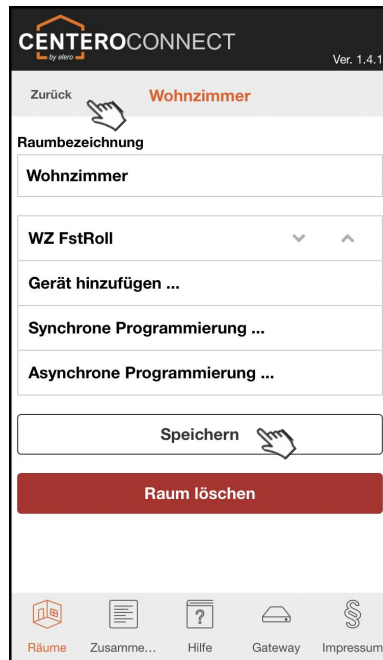 CENTEROCONNECT
by elero
Ver. 1.4.1
Zurück
Wohnzimmer
Raumbezeichnung
Wohnzimmer
WZ FstRoll
Gerät hinzufügen ...
Synchrone Programmierung ...
Asynchrone Programmierung ...
Speichern
Raum löschen
Räume Zusamme... Hilfe Gateway Impressum